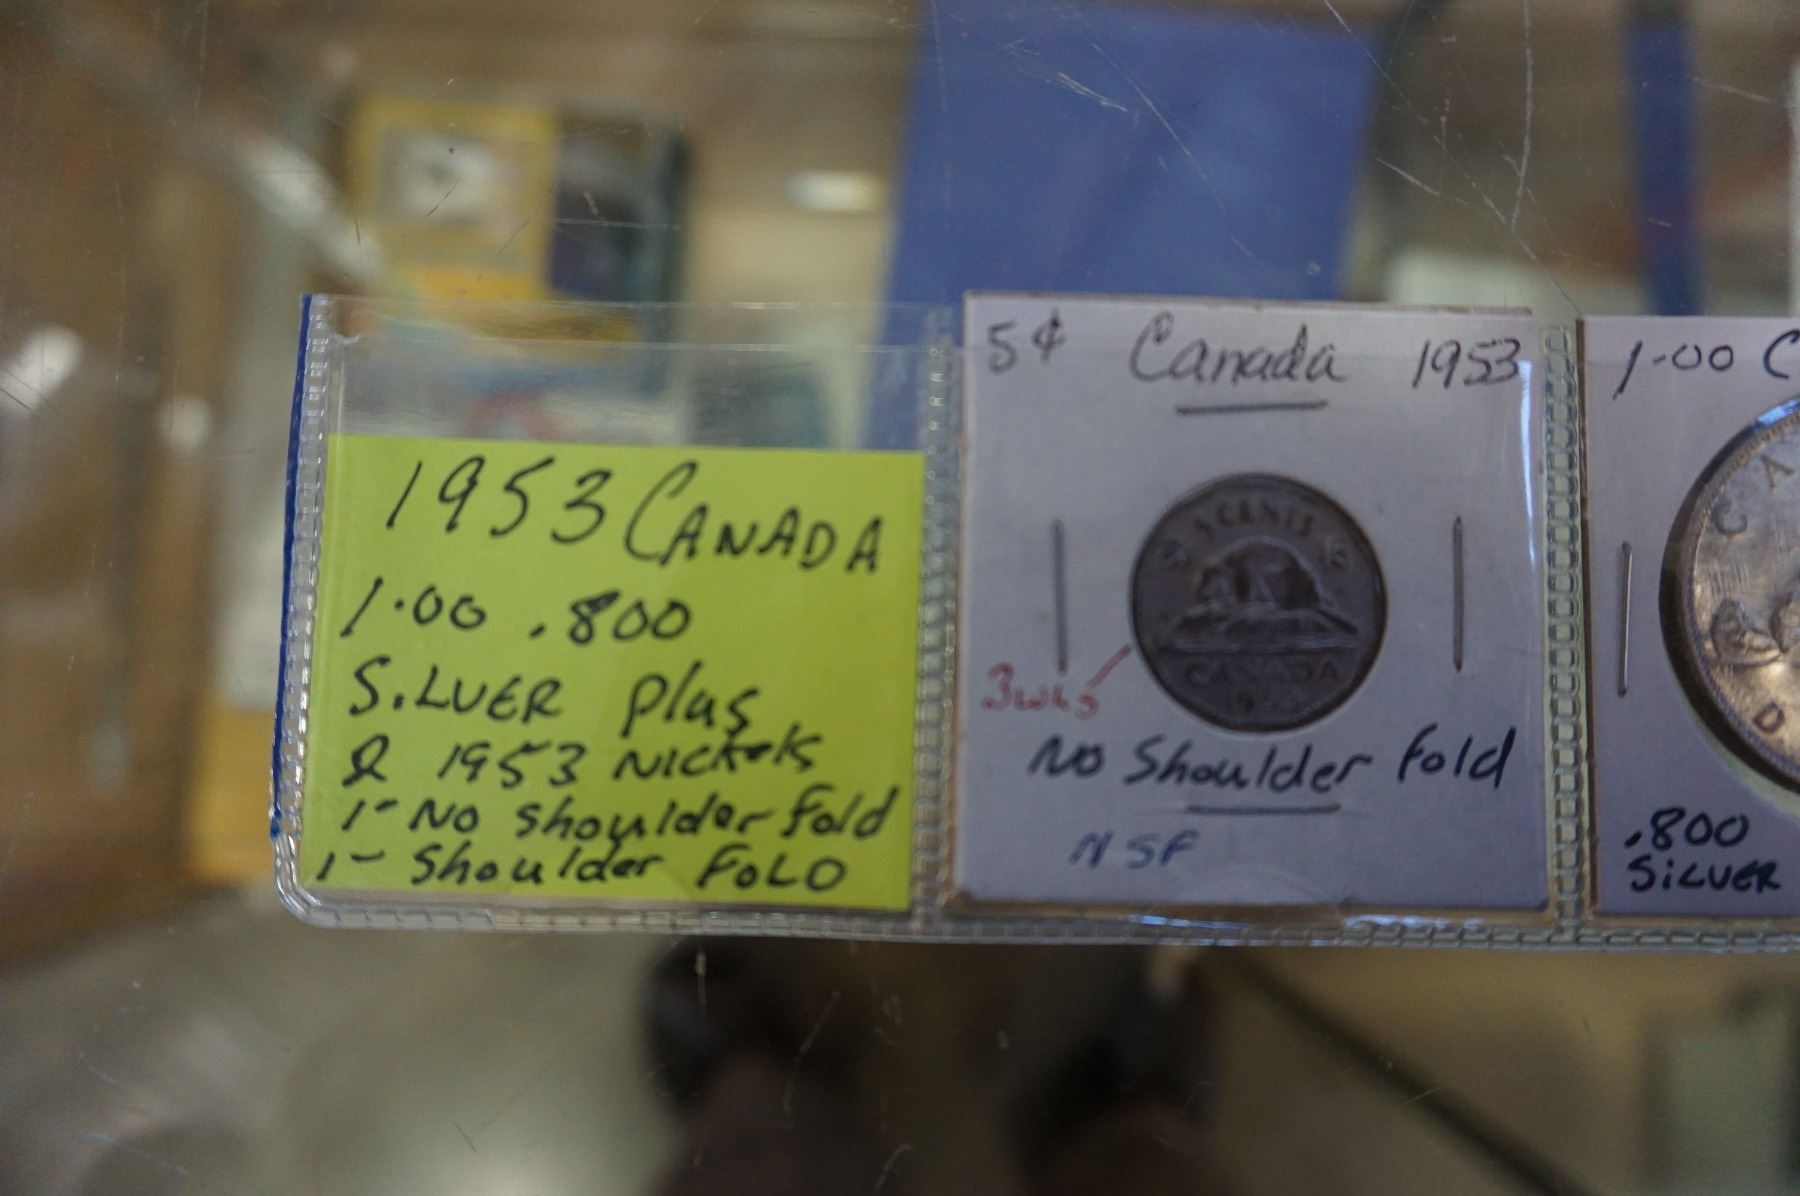 1953 CANADA
1.00 .800
S.LVER plus
2 1953 NICKels
1- No shoulder Fold
1- Shoulder FOLD
5¢ Canada 1953
5 CENTS
CANADA
No Shoulder fold
NSF
1.00 C
C A
D
.800
SiLVER